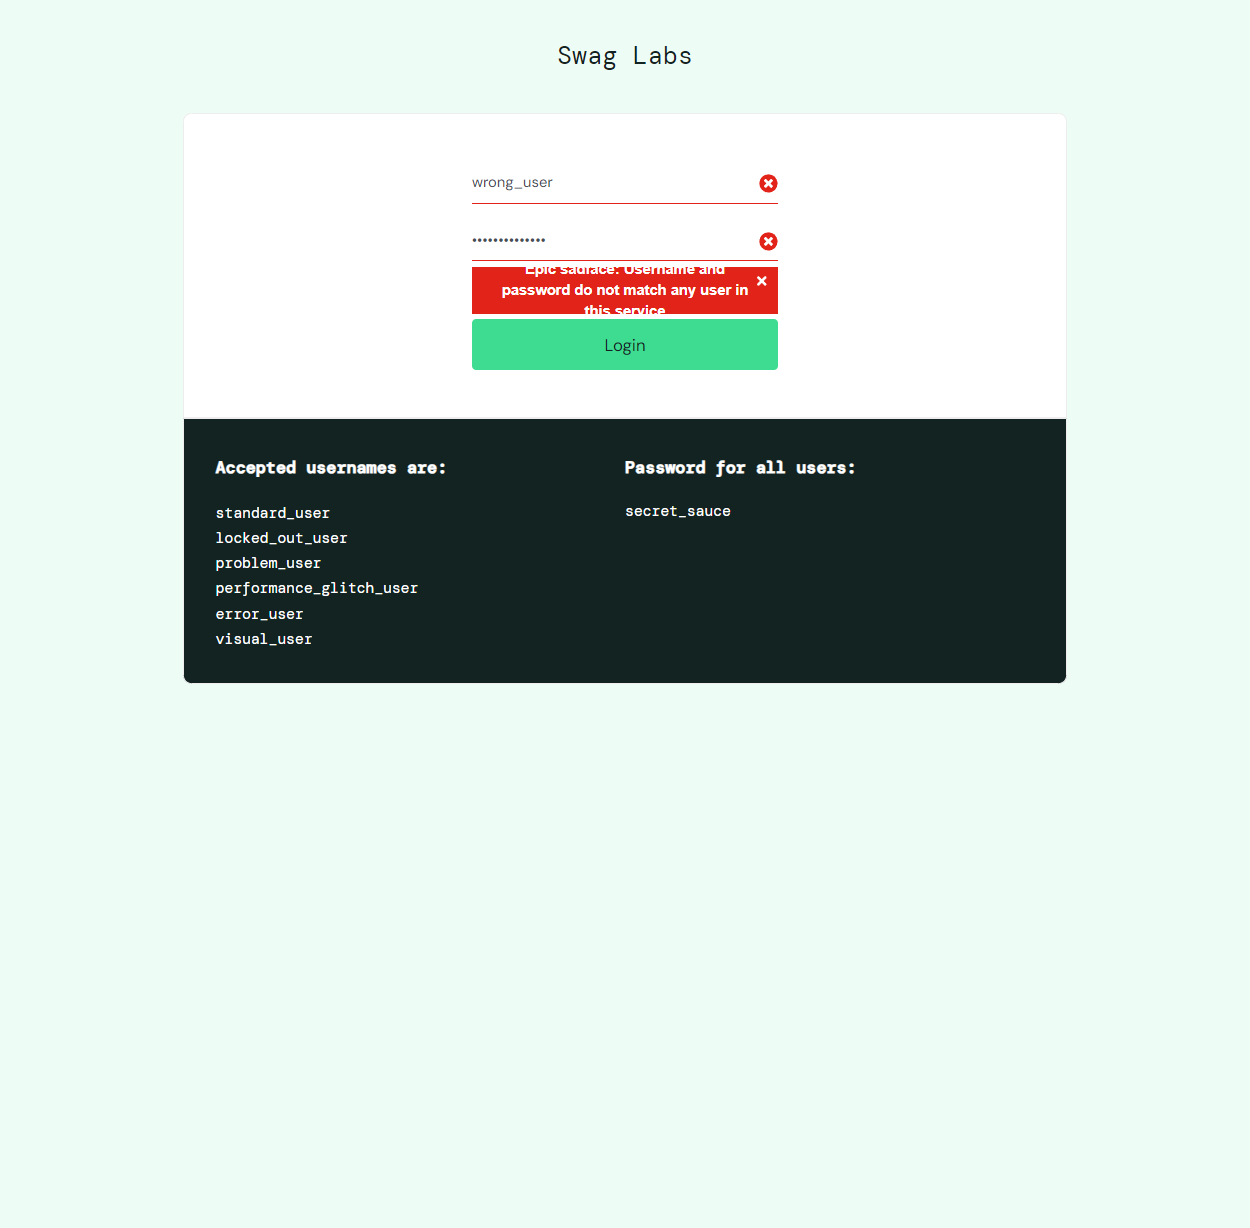 Swag Labs
wrong_user
••••••••••••••
Epic sadface: Username and
password do not match any user in
this service
Login
Accepted usernames are:
standard_user
locked_out_user
problem_user
performance_glitch_user
error_user
visual_user
Password for all users:
secret_sauce